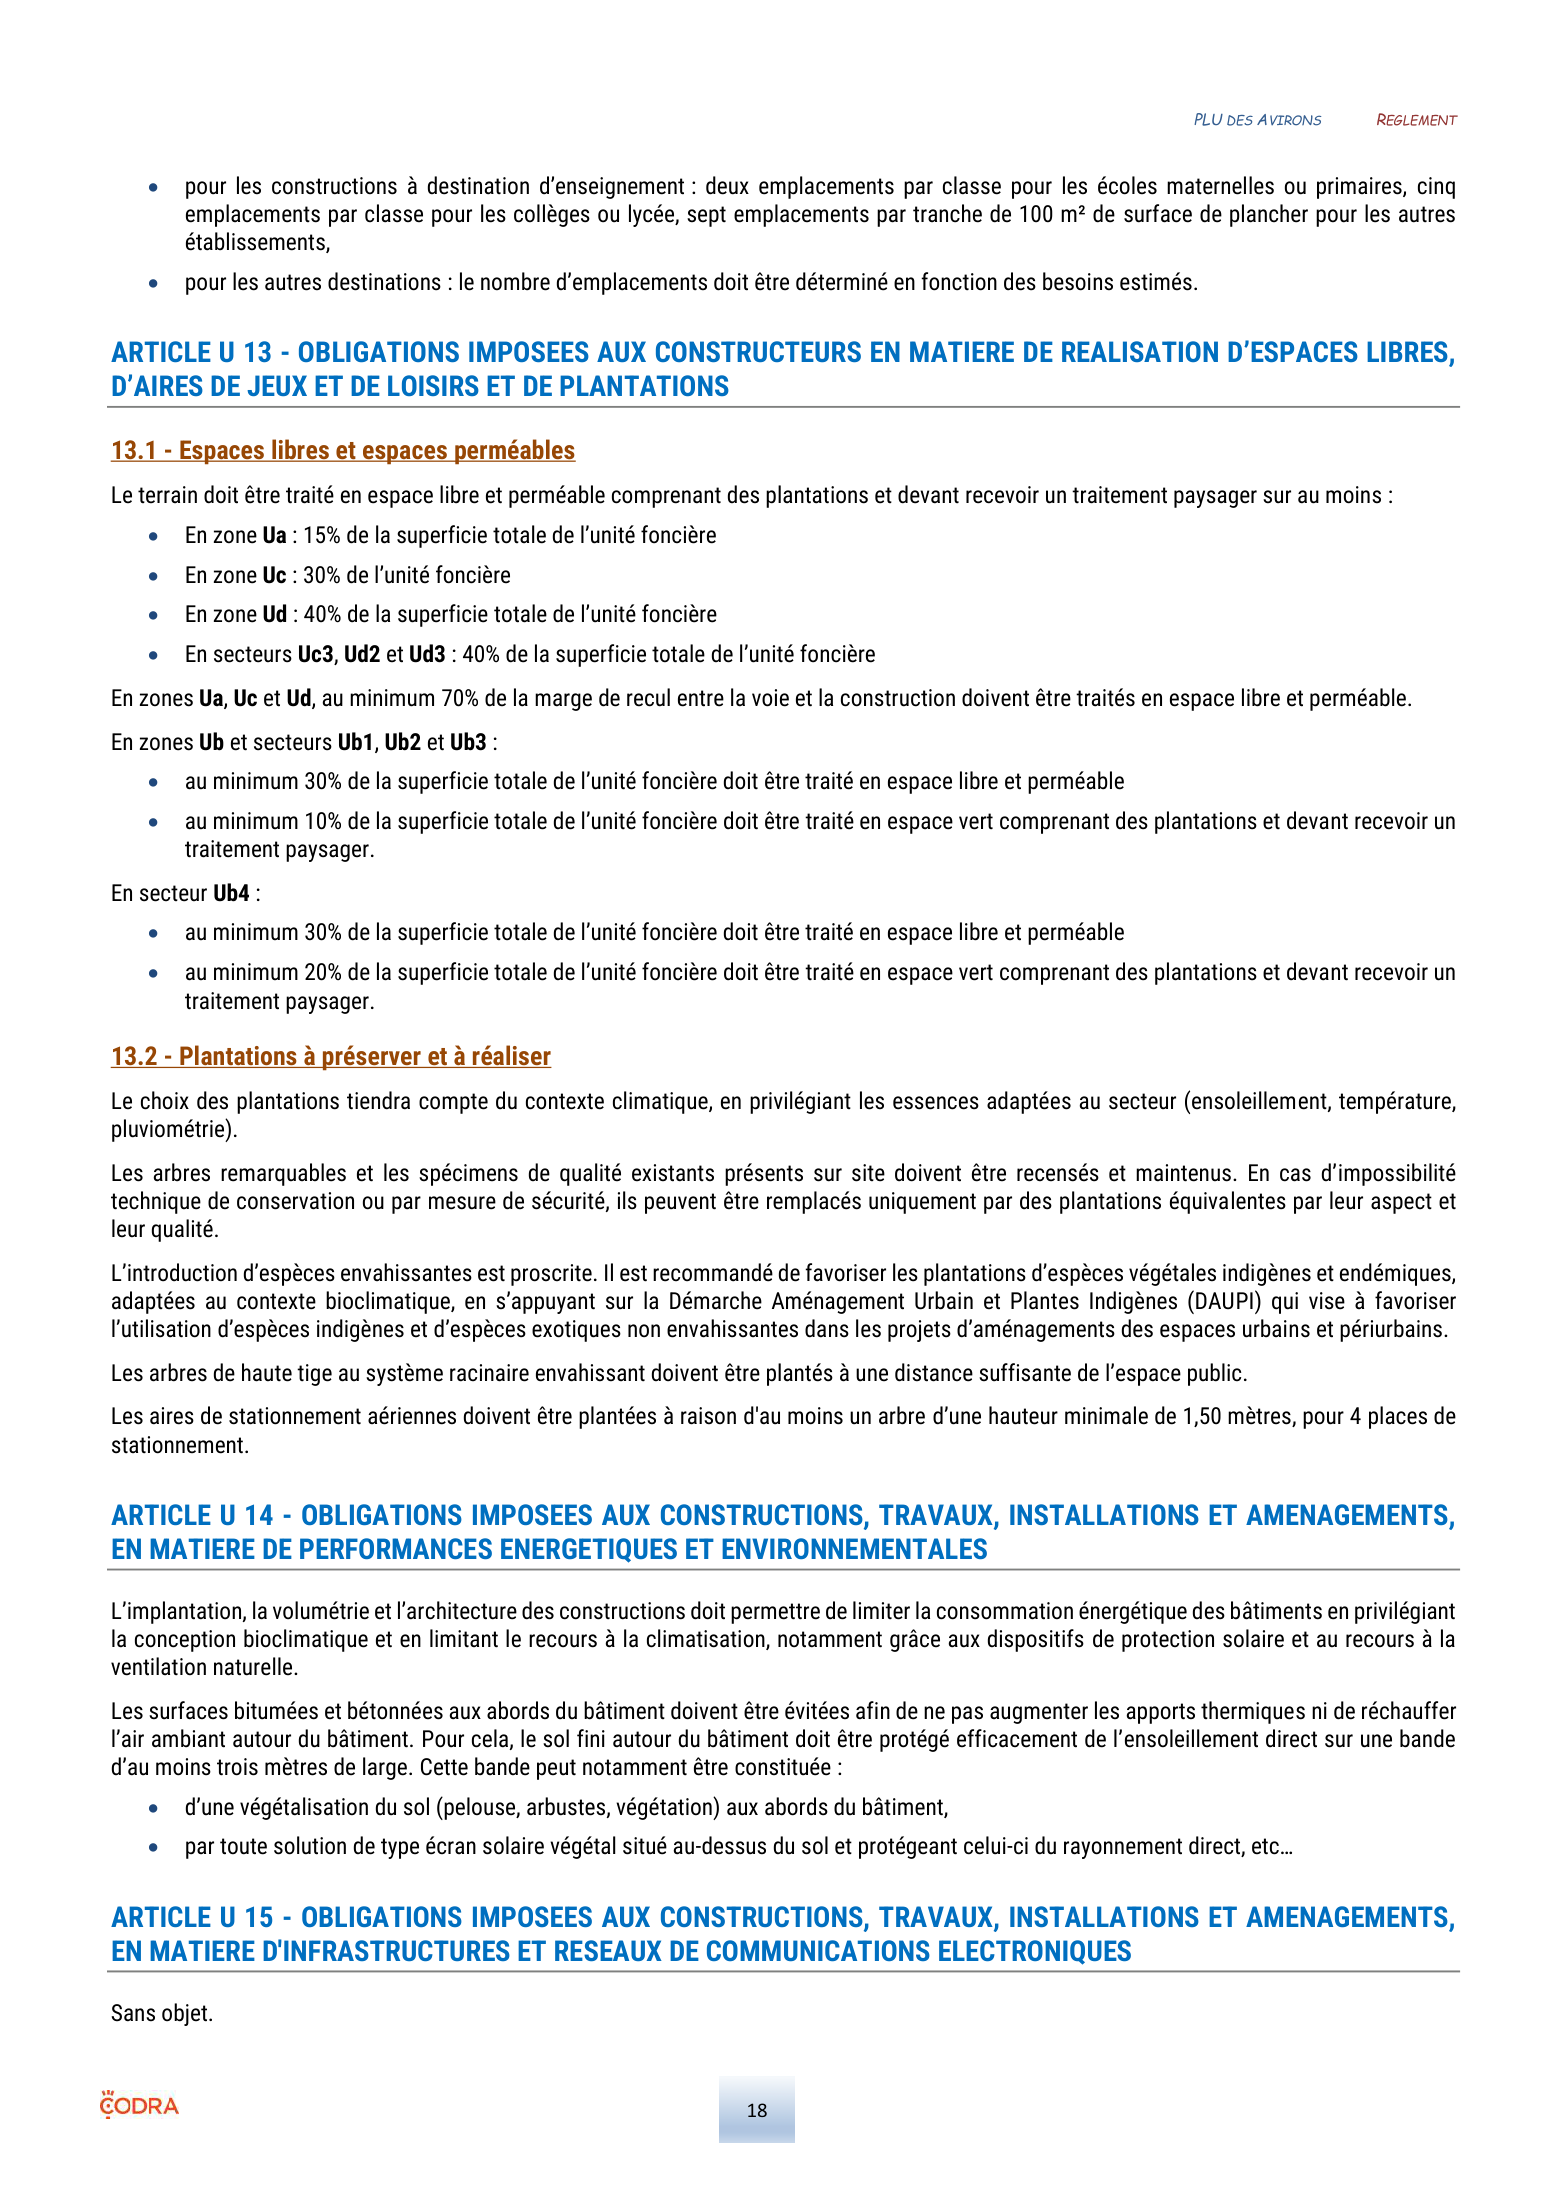 PLU DES AVIRONS REGLEMENT
• pour les constructions à destination d’enseignement : deux emplacements par classe pour les écoles maternelles ou primaires, cinq
emplacements par classe pour les collèges ou lycée, sept emplacements par tranche de 100 m² de surface de plancher pour les autres
établissements,
• pour les autres destinations : le nombre d’emplacements doit être déterminé en fonction des besoins estimés.
ARTICLE U 13 - OBLIGATIONS IMPOSEES AUX CONSTRUCTEURS EN MATIERE DE REALISATION D’ESPACES LIBRES,
D’AIRES DE JEUX ET DE LOISIRS ET DE PLANTATIONS
13.1 - Espaces libres et espaces perméables
Le terrain doit être traité en espace libre et perméable comprenant des plantations et devant recevoir un traitement paysager sur au moins :
• En zone Ua : 15% de la superficie totale de l’unité foncière
• En zone Uc : 30% de l’unité foncière
• En zone Ud : 40% de la superficie totale de l’unité foncière
• En secteurs Uc3, Ud2 et Ud3 : 40% de la superficie totale de l’unité foncière
En zones Ua, Uc et Ud, au minimum 70% de la marge de recul entre la voie et la construction doivent être traités en espace libre et perméable.
En zones Ub et secteurs Ub1, Ub2 et Ub3 :
• au minimum 30% de la superficie totale de l’unité foncière doit être traité en espace libre et perméable
• au minimum 10% de la superficie totale de l’unité foncière doit être traité en espace vert comprenant des plantations et devant recevoir un
traitement paysager.
En secteur Ub4 :
• au minimum 30% de la superficie totale de l’unité foncière doit être traité en espace libre et perméable
• au minimum 20% de la superficie totale de l’unité foncière doit être traité en espace vert comprenant des plantations et devant recevoir un
traitement paysager.
13.2 - Plantations à préserver et à réaliser
Le choix des plantations tiendra compte du contexte climatique, en privilégiant les essences adaptées au secteur (ensoleillement, température,
pluviométrie).
Les arbres remarquables et les spécimens de qualité existants présents sur site doivent être recensés et maintenus. En cas d’impossibilité
technique de conservation ou par mesure de sécurité, ils peuvent être remplacés uniquement par des plantations équivalentes par leur aspect et
leur qualité.
L’introduction d’espèces envahissantes est proscrite. Il est recommandé de favoriser les plantations d’espèces végétales indigènes et endémiques,
adaptées au contexte bioclimatique, en s’appuyant sur la Démarche Aménagement Urbain et Plantes Indigènes (DAUPI) qui vise à favoriser
l’utilisation d’espèces indigènes et d’espèces exotiques non envahissantes dans les projets d’aménagements des espaces urbains et périurbains.
Les arbres de haute tige au système racinaire envahissant doivent être plantés à une distance suffisante de l’espace public.
Les aires de stationnement aériennes doivent être plantées à raison d'au moins un arbre d’une hauteur minimale de 1,50 mètres, pour 4 places de
stationnement.
ARTICLE U 14 - OBLIGATIONS IMPOSEES AUX CONSTRUCTIONS, TRAVAUX, INSTALLATIONS ET AMENAGEMENTS,
EN MATIERE DE PERFORMANCES ENERGETIQUES ET ENVIRONNEMENTALES
L’implantation, la volumétrie et l’architecture des constructions doit permettre de limiter la consommation énergétique des bâtiments en privilégiant
la conception bioclimatique et en limitant le recours à la climatisation, notamment grâce aux dispositifs de protection solaire et au recours à la
ventilation naturelle.
Les surfaces bitumées et bétonnées aux abords du bâtiment doivent être évitées afin de ne pas augmenter les apports thermiques ni de réchauffer
l’air ambiant autour du bâtiment. Pour cela, le sol fini autour du bâtiment doit être protégé efficacement de l’ensoleillement direct sur une bande
d’au moins trois mètres de large. Cette bande peut notamment être constituée :
• d’une végétalisation du sol (pelouse, arbustes, végétation) aux abords du bâtiment,
• par toute solution de type écran solaire végétal situé au-dessus du sol et protégeant celui-ci du rayonnement direct, etc…
ARTICLE U 15 - OBLIGATIONS IMPOSEES AUX CONSTRUCTIONS, TRAVAUX, INSTALLATIONS ET AMENAGEMENTS,
EN MATIERE D'INFRASTRUCTURES ET RESEAUX DE COMMUNICATIONS ELECTRONIQUES
Sans objet.
CODRA
18